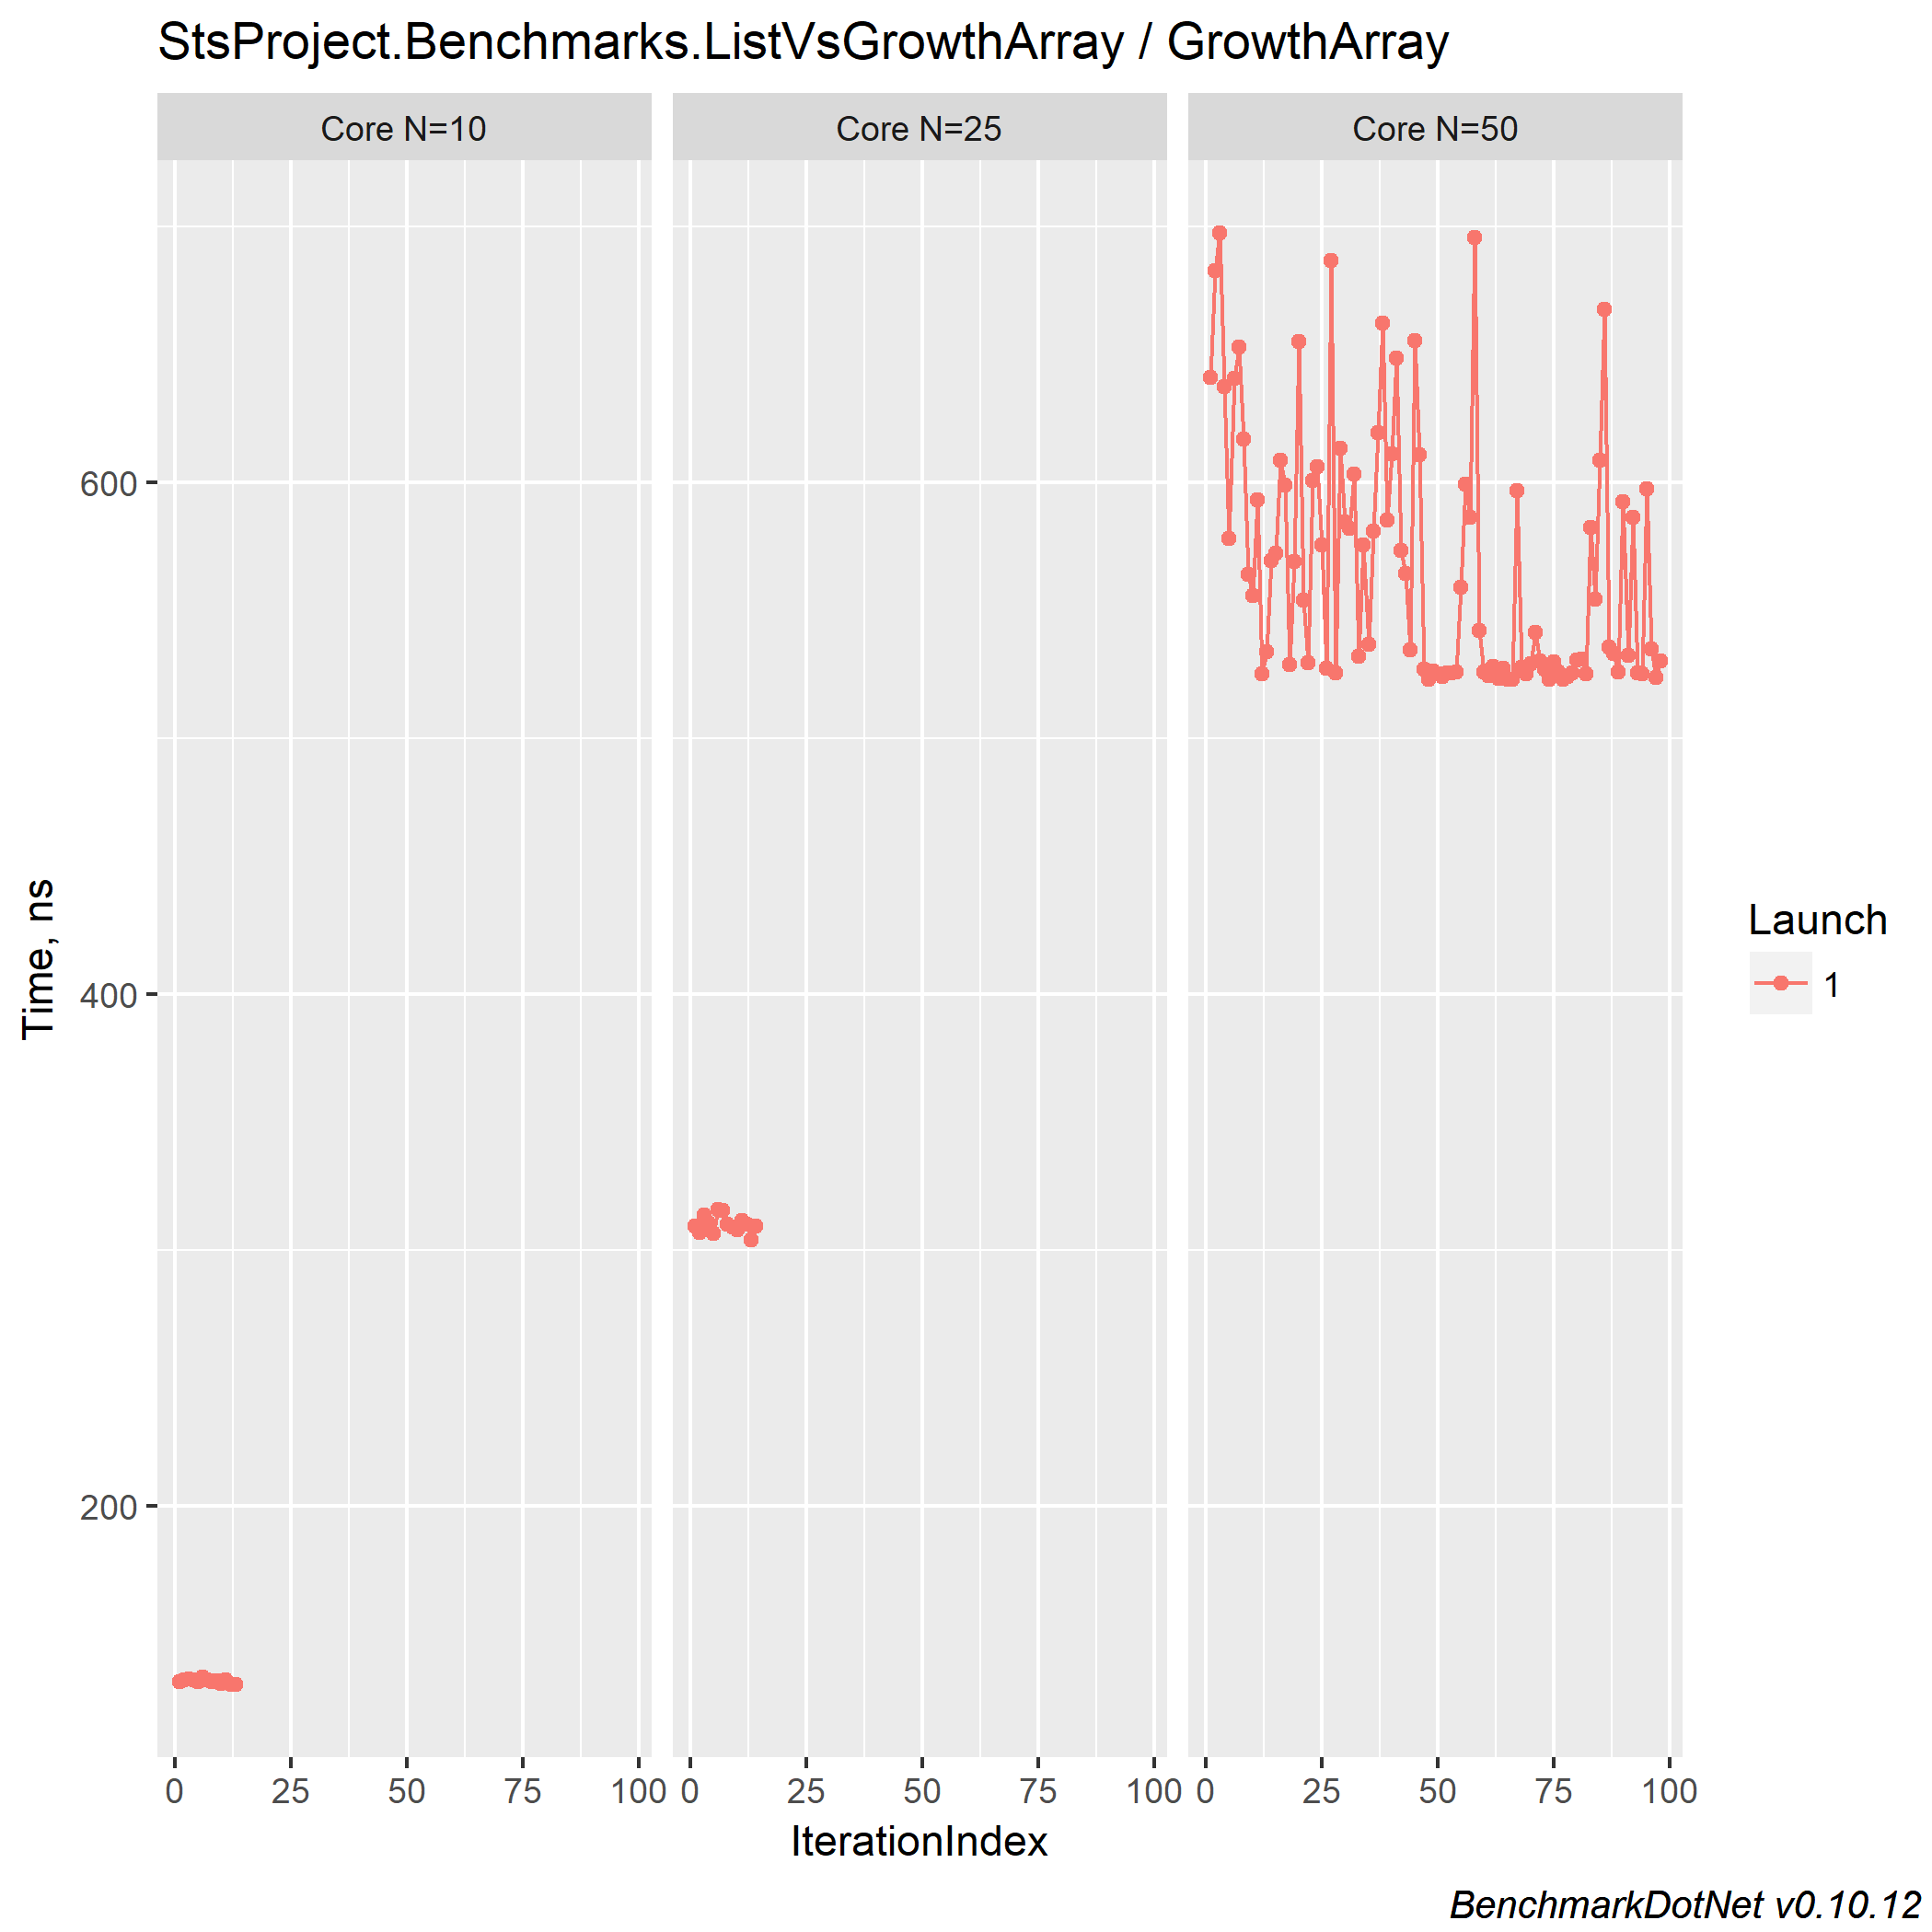 StsProject.Benchmarks.ListVsGrowthArray / GrowthArray
Core N=10 Core N=25 Core N=50
600
400
200
Time, ns
0 25 50 75 100 0 25 50 75 100 0 25 50 75 100
IterationIndex
Launch
1
BenchmarkDotNet v0.10.12